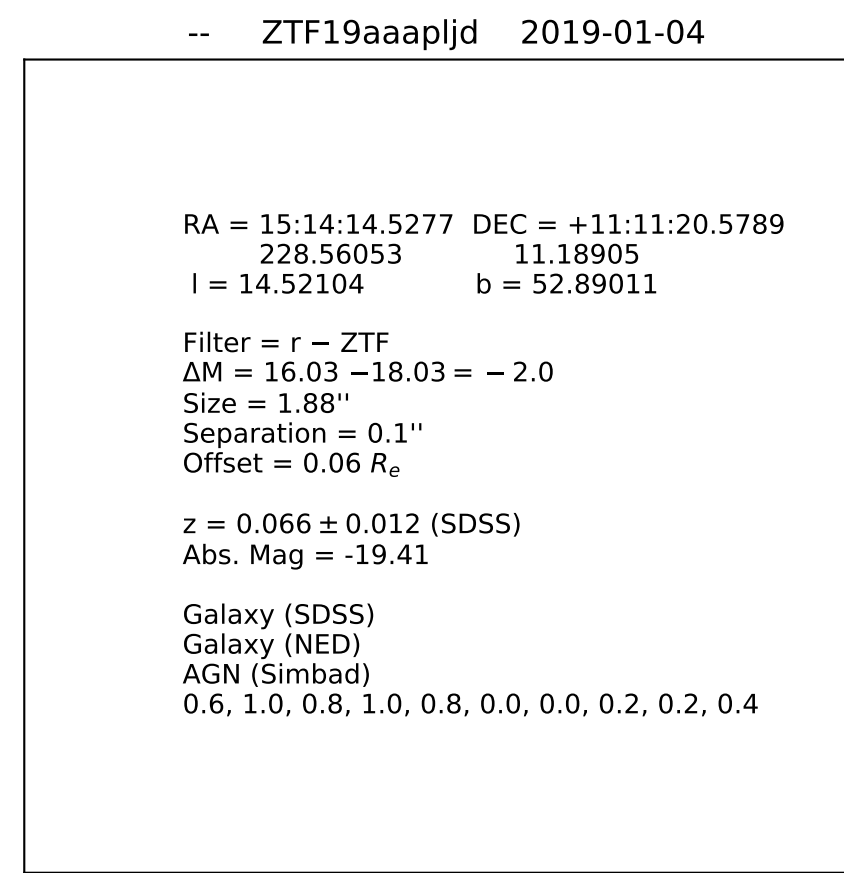 -- ZTF19aaapljd 2019-01-04
RA = 15:14:14.5277 DEC = +11:11:20.5789
228.56053 11.18905
l = 14.52104 b = 52.89011
Filter = r − ZTF
ΔM = 16.03 −18.03 = − 2.0
Size = 1.88''
Separation = 0.1''
Offset = 0.06 Rₑ
z = 0.066 ± 0.012 (SDSS)
Abs. Mag = -19.41
Galaxy (SDSS)
Galaxy (NED)
AGN (Simbad)
0.6, 1.0, 0.8, 1.0, 0.8, 0.0, 0.0, 0.2, 0.2, 0.4